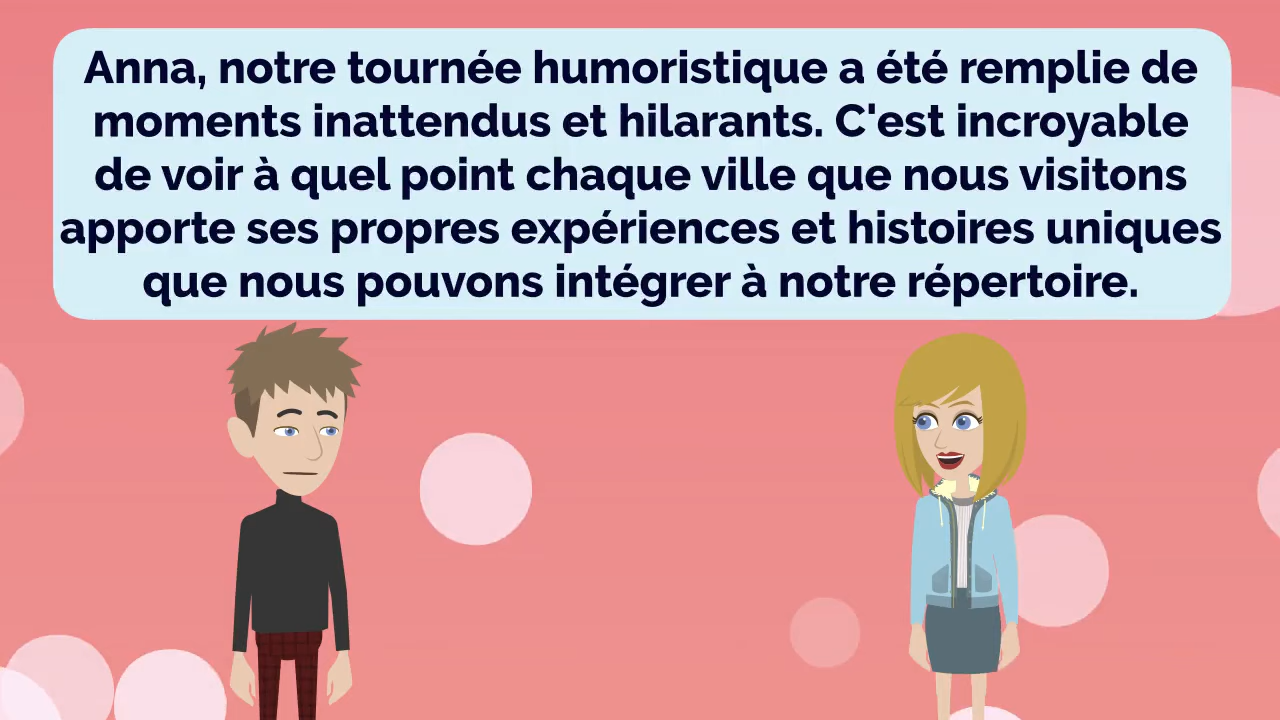 Anna, notre tournée humoristique a été remplie de
moments inattendus et hilarants. C'est incroyable
de voir à quel point chaque ville que nous visitons
apporte ses propres expériences et histoires uniques
que nous pouvons intégrer à notre répertoire.